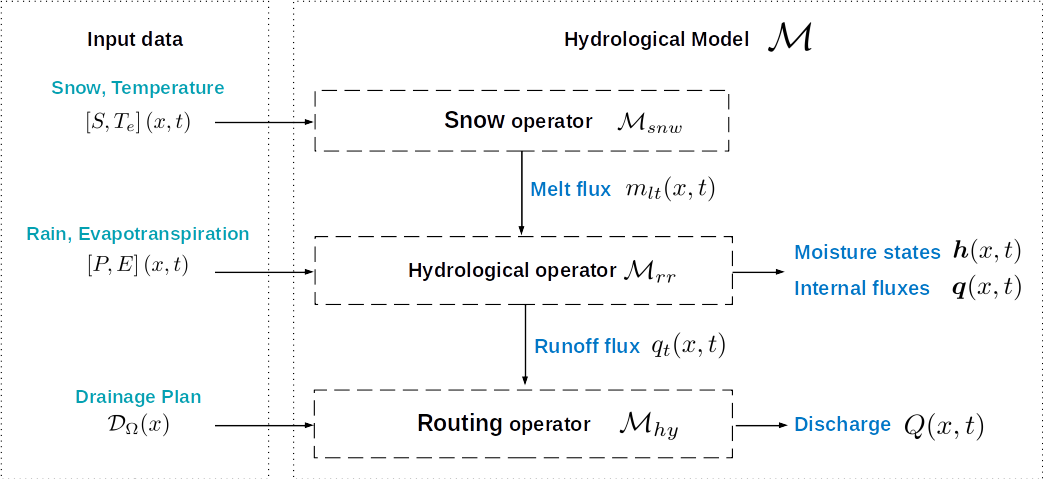 Input data
Hydrological Model $\mathcal{M}$
Snow, Temperature
$[S, T_e](x, t)$
Snow operator $\mathcal{M}_{snw}$
Melt flux $m_{lt}(x, t)$
Rain, Evapotranspiration
$[P, E](x, t)$
Hydrological operator $\mathcal{M}_{rr}$
Moisture states $\boldsymbol{h}(x, t)$
Internal fluxes $\boldsymbol{q}(x, t)$
Runoff flux $q_t(x, t)$
Drainage Plan
$\mathcal{D}_{\Omega}(x)$
Routing operator $\mathcal{M}_{hy}$
Discharge $Q(x, t)$